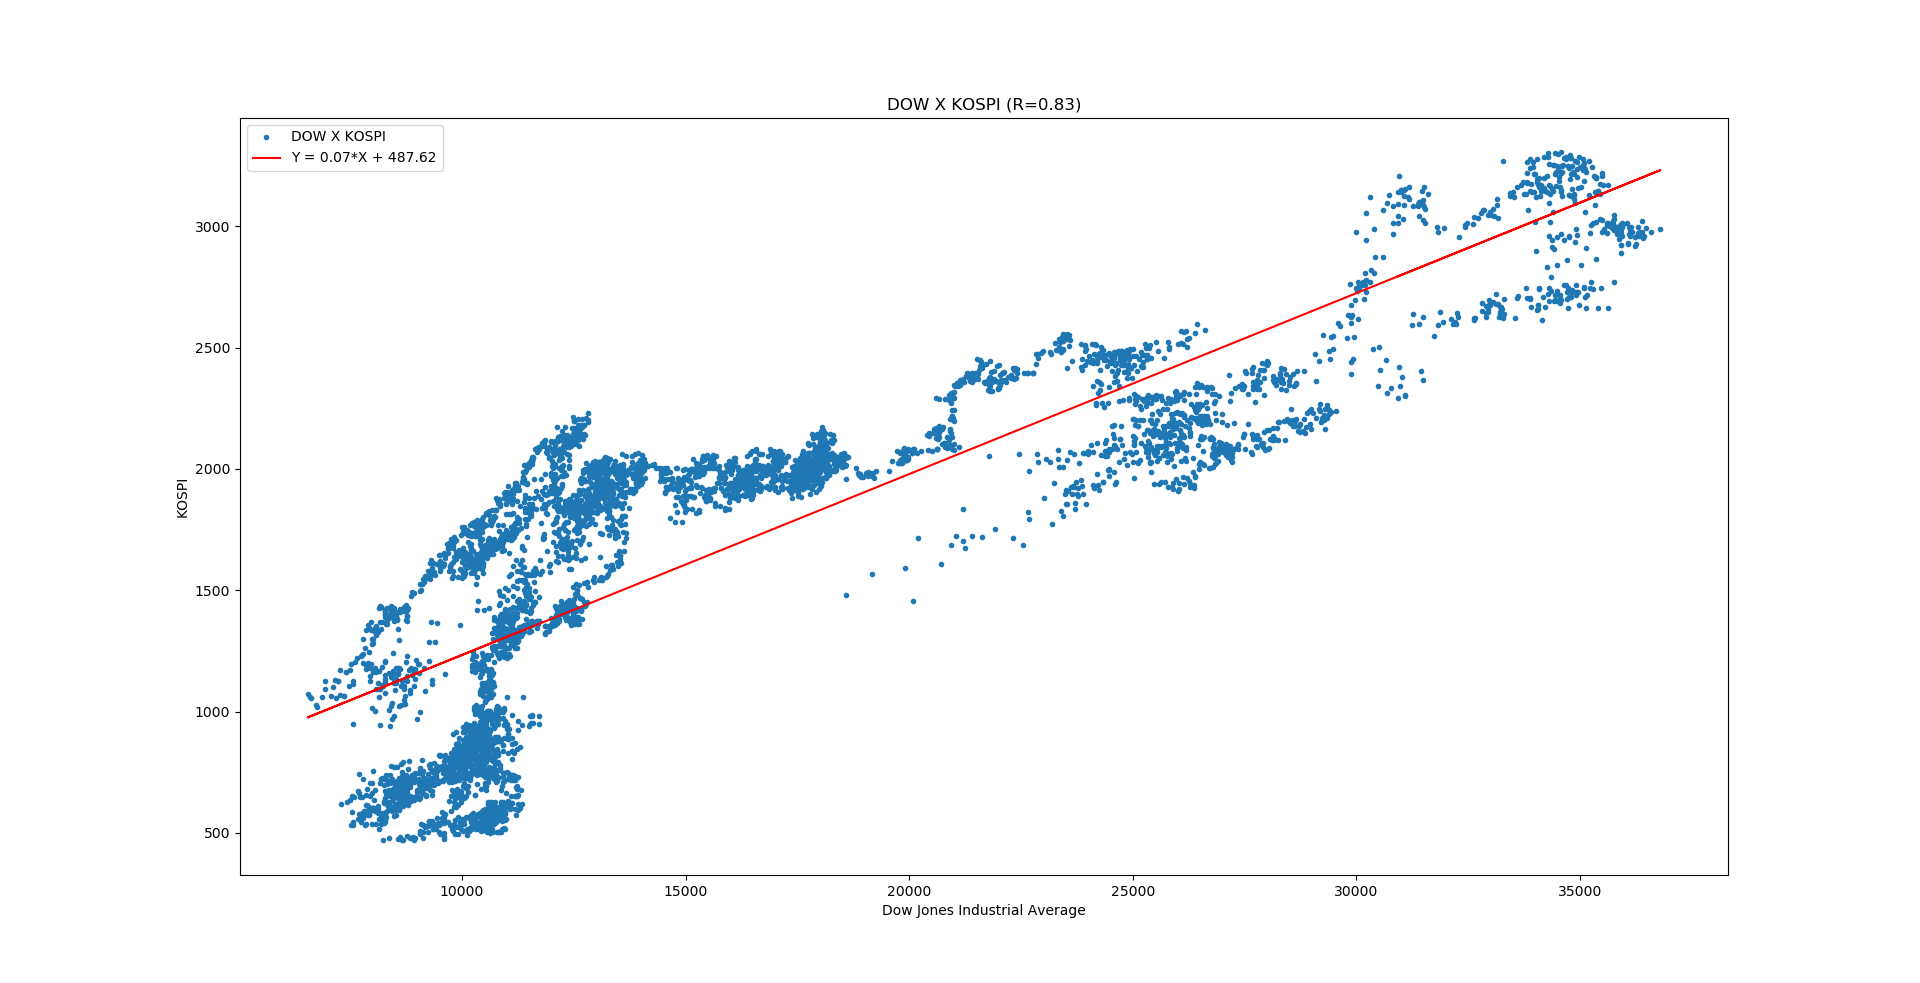 DOW X KOSPI (R=0.83)
DOW X KOSPI
Y = 0.07*X + 487.62
KOSPI
3000
2500
2000
1500
1000
500
10000 15000 20000 25000 30000 35000
Dow Jones Industrial Average